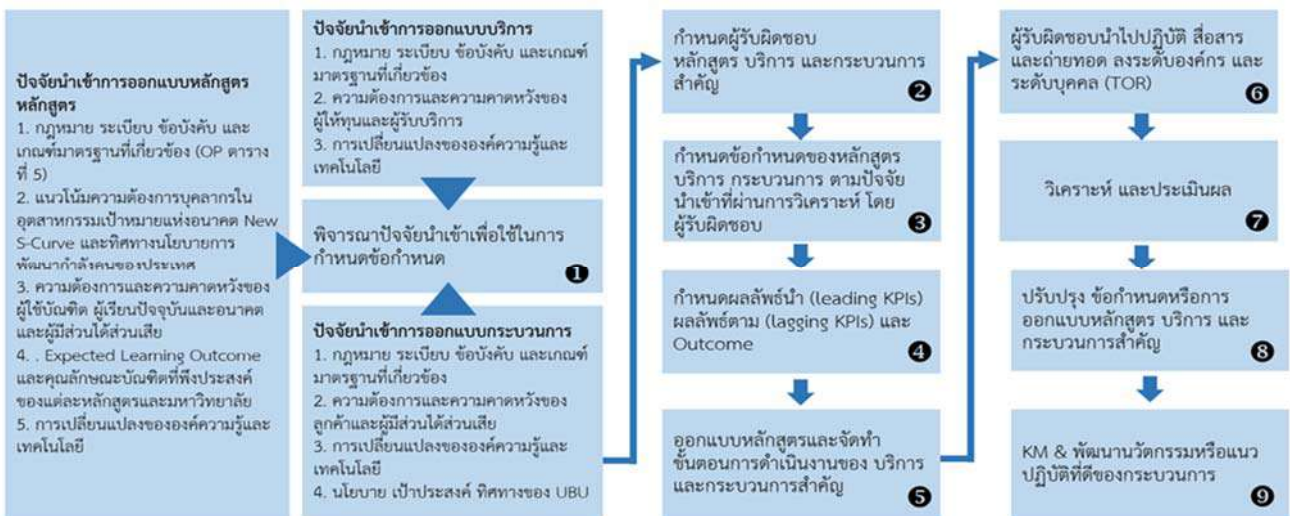 ปัจจัยนำเข้าการออกแบบหลักสูตร
หลักสูตร
1. กฎหมาย ระเบียบ ข้อบังคับ และ
เกณฑ์มาตรฐานที่เกี่ยวข้อง (OP ตาราง
ที่ 5)
2. แนวโน้มความต้องการบุคลากรใน
อุตสาหกรรมเป้าหมายแห่งอนาคต New
S-Curve และทิศทางนโยบายการ
พัฒนากำลังคนของประเทศ
3. ความต้องการและความคาดหวังของ
ผู้ใช้บัณฑิต ผู้เรียนปัจจุบันและอนาคต
และผู้มีส่วนได้ส่วนเสีย
4. . Expected Learning Outcome
และคุณลักษณะบัณฑิตที่พึงประสงค์
ของแต่ละหลักสูตรและมหาวิทยาลัย
5. การเปลี่ยนแปลงขององค์ความรู้และ
เทคโนโลยี
ปัจจัยนำเข้าการออกแบบบริการ
1. กฎหมาย ระเบียบ ข้อบังคับ และเกณฑ์
มาตรฐานที่เกี่ยวข้อง
2. ความต้องการและความคาดหวังของ
ผู้ให้ทุนและผู้รับบริการ
3. การเปลี่ยนแปลงขององค์ความรู้และ
เทคโนโลยี
พิจารณาปัจจัยนำเข้าเพื่อใช้ในการ
กำหนดข้อกำหนด
❶
ปัจจัยนำเข้าการออกแบบกระบวนการ
1. กฎหมาย ระเบียบ ข้อบังคับ และเกณฑ์
มาตรฐานที่เกี่ยวข้อง
2. ความต้องการและความคาดหวังของ
ลูกค้าและผู้มีส่วนได้ส่วนเสีย
3. การเปลี่ยนแปลงขององค์ความรู้และ
เทคโนโลยี
4. นโยบาย เป้าประสงค์ ทิศทางของ UBU
กำหนดผู้รับผิดชอบ
หลักสูตร บริการ และกระบวนการ
สำคัญ ❷
กำหนดข้อกำหนดของหลักสูตร
บริการ กระบวนการ ตามปัจจัย
นำเข้าที่ผ่านการวิเคราะห์ โดย
ผู้รับผิดชอบ ❸
กำหนดผลลัพธ์นำ (leading KPIs)
ผลลัพธ์ตาม (lagging KPIs) และ
Outcome ❹
ออกแบบหลักสูตรและจัดทำ
ขั้นตอนการดำเนินงานของ บริการ
และกระบวนการสำคัญ ❺
ผู้รับผิดชอบนำไปปฏิบัติ สื่อสาร
และถ่ายทอด ลงระดับองค์กร และ
ระดับบุคคล (TOR) ❻
วิเคราะห์ และประเมินผล
❼
ปรับปรุง ข้อกำหนดหรือการ
ออกแบบหลักสูตร บริการ และ
กระบวนการสำคัญ ❽
KM & พัฒนานวัตกรรมหรือแนว
ปฏิบัติที่ดีของกระบวนการ
❾